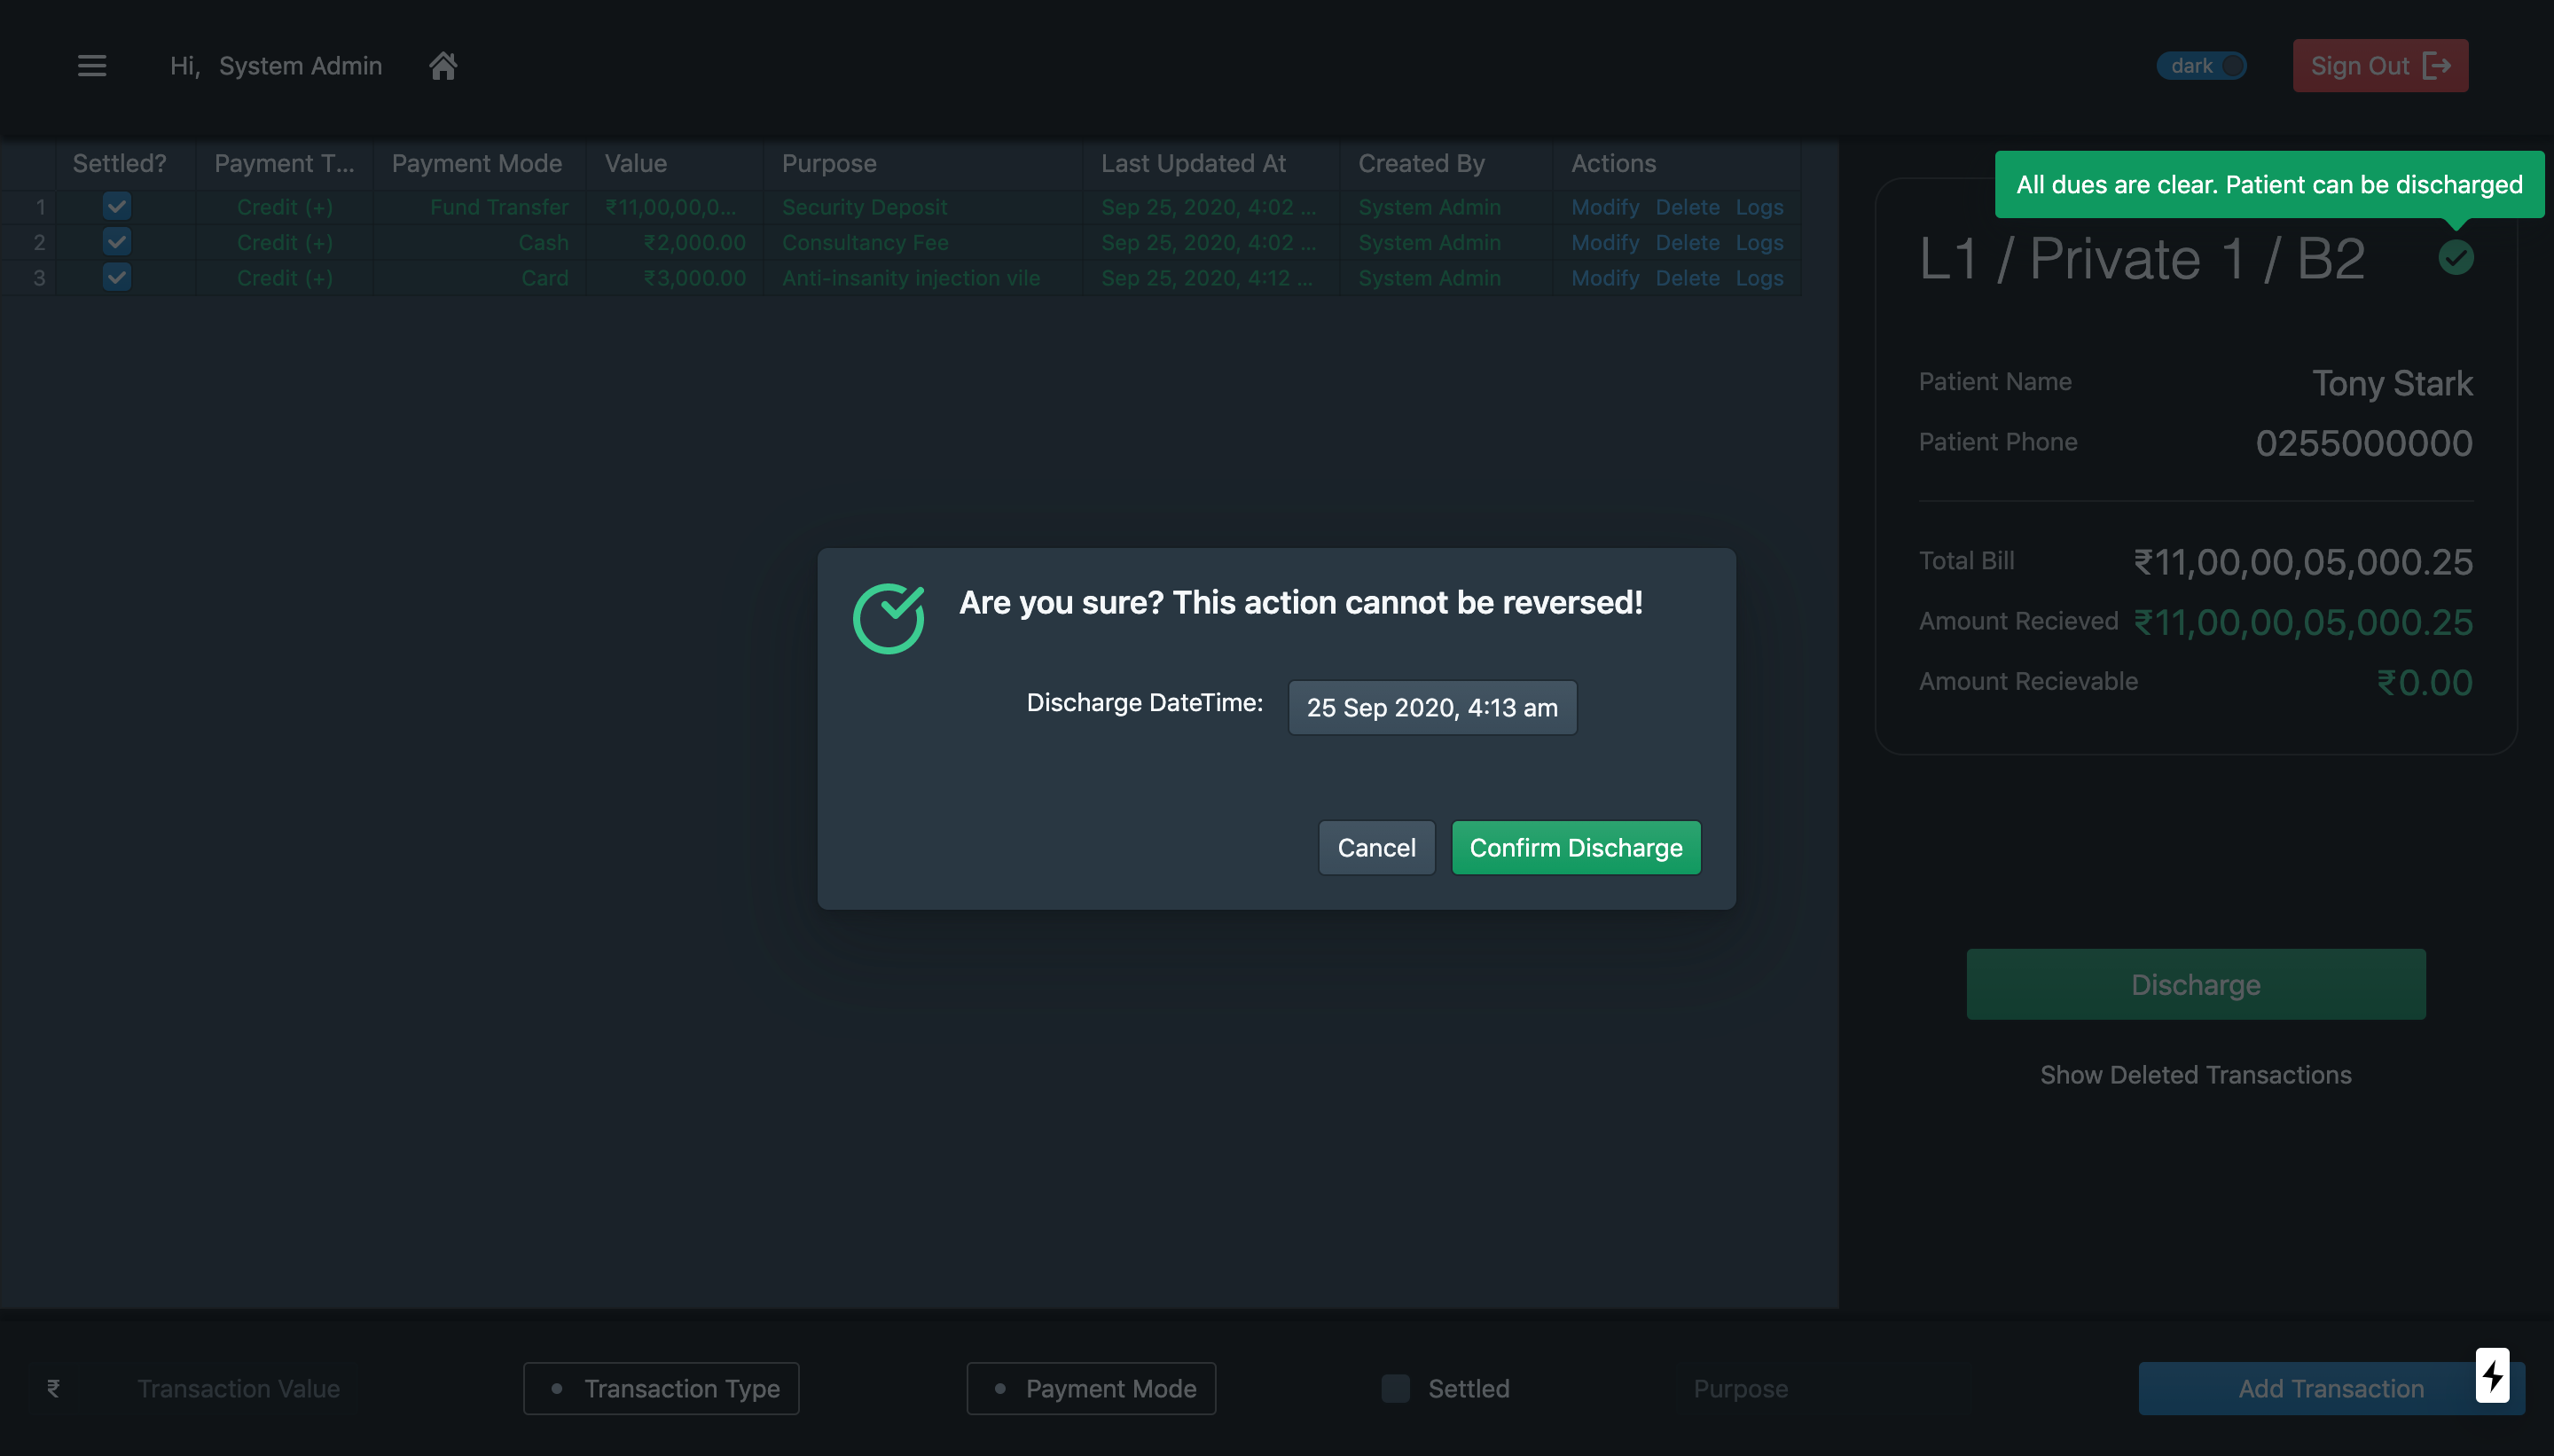 Hi, System Admin
dark
Sign Out
Settled? Payment T... Payment Mode Value Purpose Last Updated At Created By Actions
1 Credit (+) Fund Transfer ₹11,00,00,0... Security Deposit Sep 25, 2020, 4:02 ... System Admin Modify Delete Logs
2 Credit (+) Cash ₹2,000.00 Consultancy Fee Sep 25, 2020, 4:02 ... System Admin Modify Delete Logs
3 Credit (+) Card ₹3,000.00 Anti-insanity injection vile Sep 25, 2020, 4:12 ... System Admin Modify Delete Logs
All dues are clear. Patient can be discharged
L1 / Private 1 / B2
Patient Name Tony Stark
Patient Phone 0255000000
Total Bill ₹11,00,00,05,000.25
Amount Recieved ₹11,00,00,05,000.25
Amount Recievable ₹0.00
Are you sure? This action cannot be reversed!
Discharge DateTime: 25 Sep 2020, 4:13 am
Cancel Confirm Discharge
Discharge
Show Deleted Transactions
₹ Transaction Value Transaction Type Payment Mode Settled Purpose Add Transaction